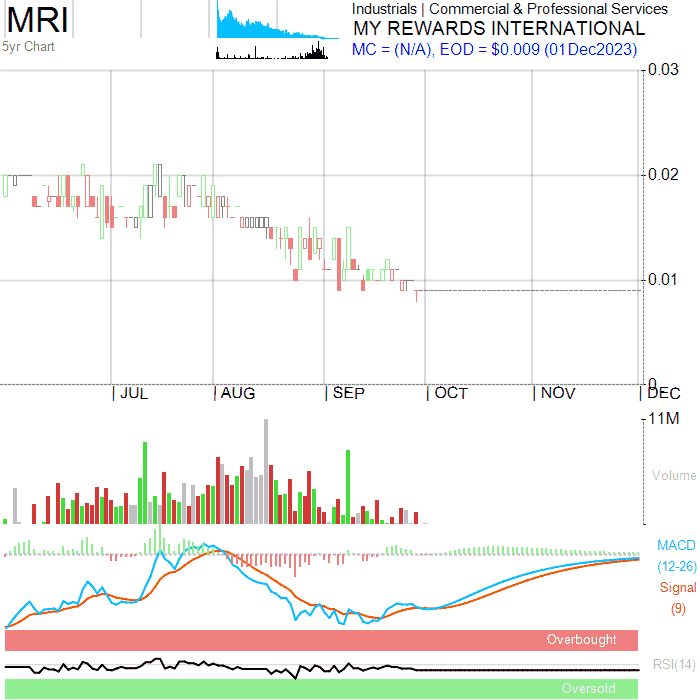 MRI
5yr Chart
Industrials | Commercial & Professional Services
MY REWARDS INTERNATIONAL
MC = (N/A), EOD = $0.009 (01Dec2023)
0.03
0.02
0.01
0
| JUL | AUG | SEP | OCT | NOV | DEC
11M
Volume
MACD
(12-26)
Signal
(9)
Overbought
RSI(14)
Oversold